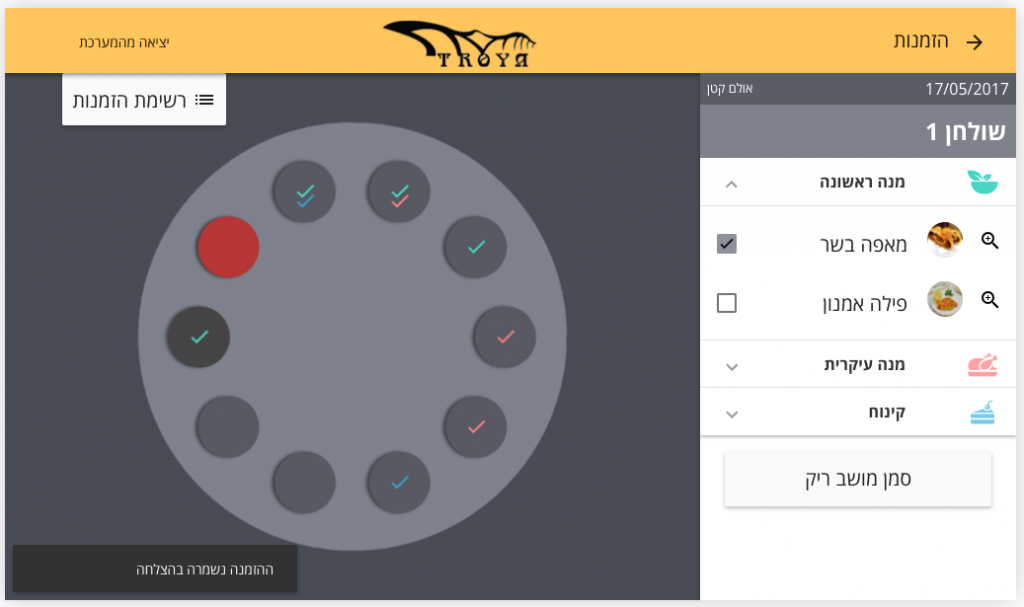 הזמנות
TROYA
יציאה מהמערכת
17/05/2017
אולם קטן
שולחן 1
מנה ראשונה
מאפה בשר
פילה אמנון
מנה עיקרית
קינוח
סמן מושב ריק
רשימת הזמנות
ההזמנה נשמרה בהצלחה